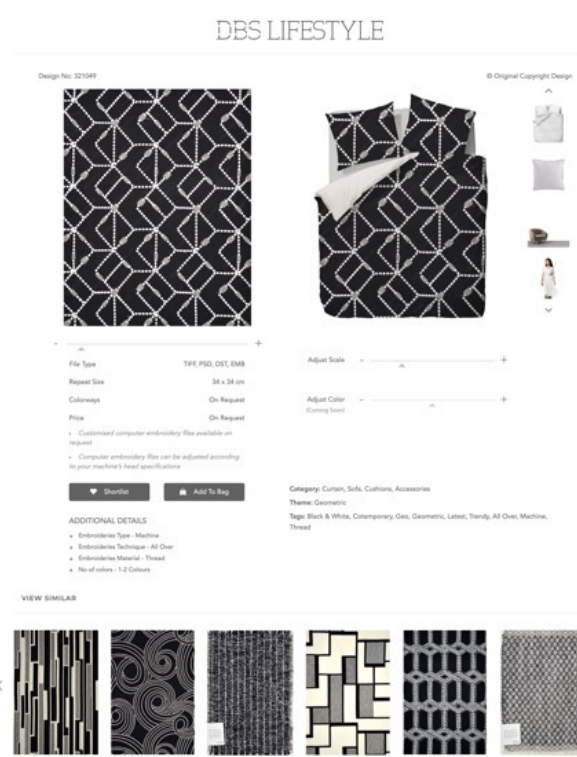 DBS LIFESTYLE
Design No: 321049
© Original Copyright Design
- +
File Type TIFF, PSD, DST, EMB
Repeat Size 34 x 34 cm
Colorways On Request
Price On Request
Customised computer embroidery files available on
request
Computer embroidery files can be adjusted according
to your machine's head specifications
Shortlist
Add To Bag
ADDITIONAL DETAILS
Embroideries Type - Machine
Embroideries Technique - All Over
Embroideries Material - Thread
No of colors - 1-2 Colours
Adjust Scale - +
Adjust Color - +
(Coming Soon)
Category: Curtain, Sofa, Cushions, Accessories
Theme: Geometric
Tags: Black & White, Cotemporary, Geo, Geometric, Latest, Trendy, All Over, Machine,
Thread
VIEW SIMILAR